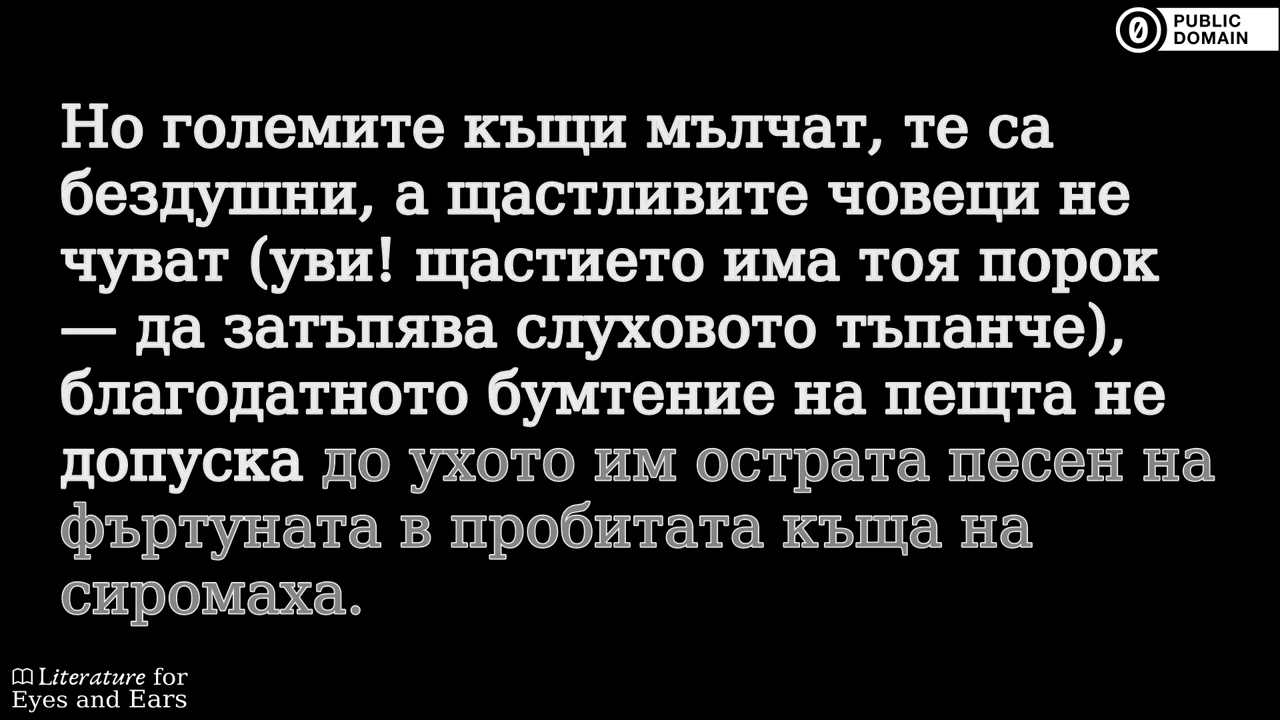 PUBLIC
DOMAIN
Но големите къщи мълчат, те са
бездушни, а щастливите човеци не
чуват (уви! щастието има тоя порок
— да затъпява слуховото тъпанче),
благодатното бумтение на пещта не
допуска до ухото им острата песен на
фъртуната в пробитата къща на
сиромаха.
Literature for
Eyes and Ears